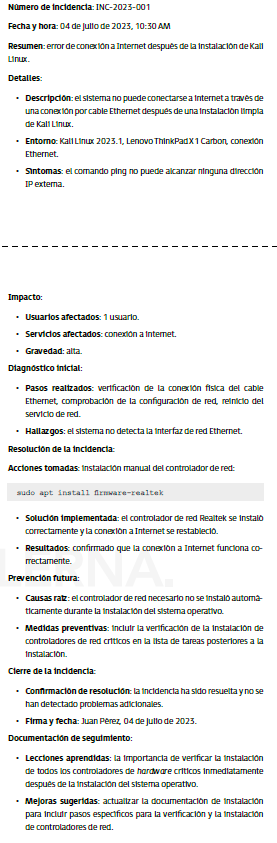 Número de incidencia: INC-2023-001
Fecha y hora: 04 de julio de 2023, 10:30 AM
Resumen: error de conexión a Internet después de la instalación de Kali
Linux.
Detalles:
• Descripción: el sistema no puede conectarse a Internet a través de
una conexión por cable Ethernet después de una instalación limpia
de Kali Linux.
• Entorno: Kali Linux 2023.1, Lenovo ThinkPad X1 Carbon, conexión
Ethernet.
• Síntomas: el comando ping no puede alcanzar ninguna dirección
IP externa.
Impacto:
• Usuarios afectados: 1 usuario.
• Servicios afectados: conexión a Internet.
• Gravedad: alta.
Diagnóstico inicial:
• Pasos realizados: verificación de la conexión física del cable
Ethernet, comprobación de la configuración de red, reinicio del
servicio de red.
• Hallazgos: el sistema no detecta la interfaz de red Ethernet.
Resolución de la incidencia:
Acciones tomadas: instalación manual del controlador de red:
sudo apt install firmware-realtek
• Solución implementada: el controlador de red Realtek se instaló
correctamente y la conexión a Internet se restableció.
• Resultados: confirmado que la conexión a Internet funciona co-
rrectamente.
Prevención futura:
• Causas raíz: el controlador de red necesario no se instaló automá-
ticamente durante la instalación del sistema operativo.
• Medidas preventivas: incluir la verificación de la instalación de
controladores de red críticos en la lista de tareas posteriores a la
instalación.
Cierre de la incidencia:
• Confirmación de resolución: la incidencia ha sido resuelta y no se
han detectado problemas adicionales.
• Firma y fecha: Juan Pérez, 04 de julio de 2023.
Documentación de seguimiento:
• Lecciones aprendidas: la importancia de verificar la instalación
de todos los controladores de hardware críticos inmediatamente
después de la instalación del sistema operativo.
• Mejoras sugeridas: actualizar la documentación de instalación
para incluir pasos específicos para la verificación y la instalación
de controladores de red.